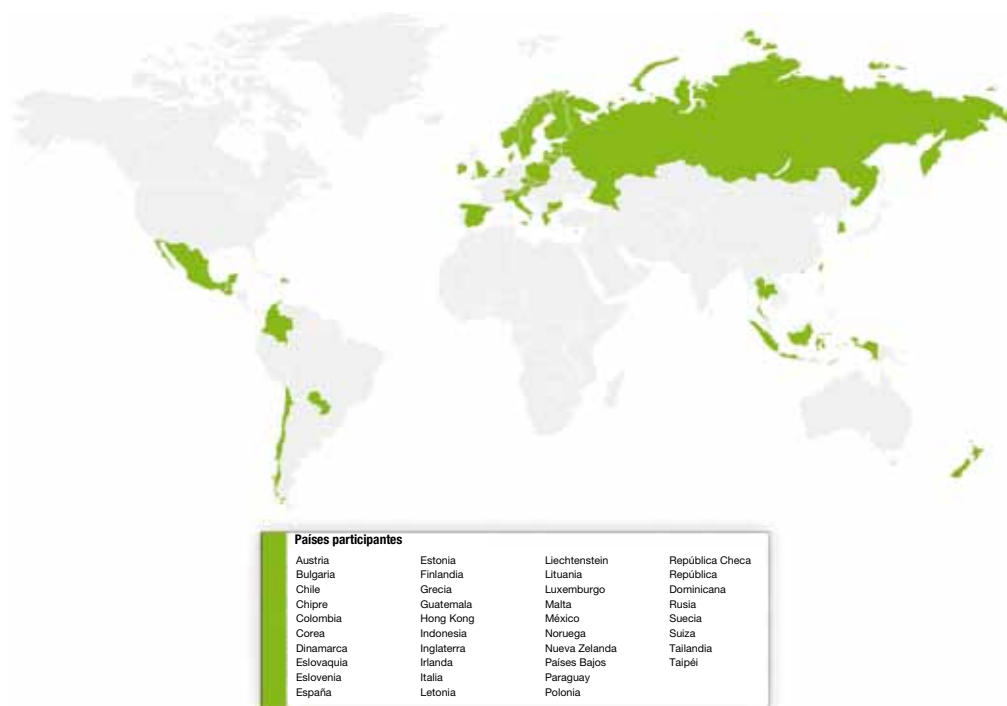 Países participantes
Austria
Bulgaria
Chile
Chipre
Colombia
Corea
Dinamarca
Eslovaquia
Eslovenia
España
Estonia
Finlandia
Grecia
Guatemala
Hong Kong
Indonesia
Inglaterra
Irlanda
Italia
Letonia
Liechtenstein
Lituania
Luxemburgo
Malta
México
Noruega
Nueva Zelanda
Países Bajos
Paraguay
Polonia
República Checa
República
Dominicana
Rusia
Suecia
Suiza
Tailandia
Taipéi